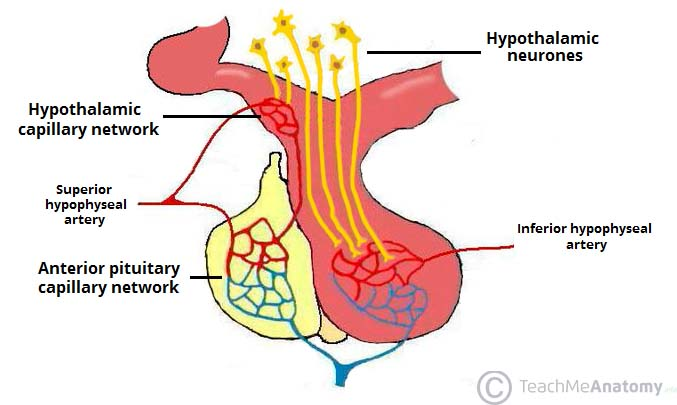 Hypothalamic
neurones
Hypothalamic
capillary network
Superior
hypophyseal
artery
Inferior hypophyseal
artery
Anterior pituitary
capillary network
© TeachMeAnatomy